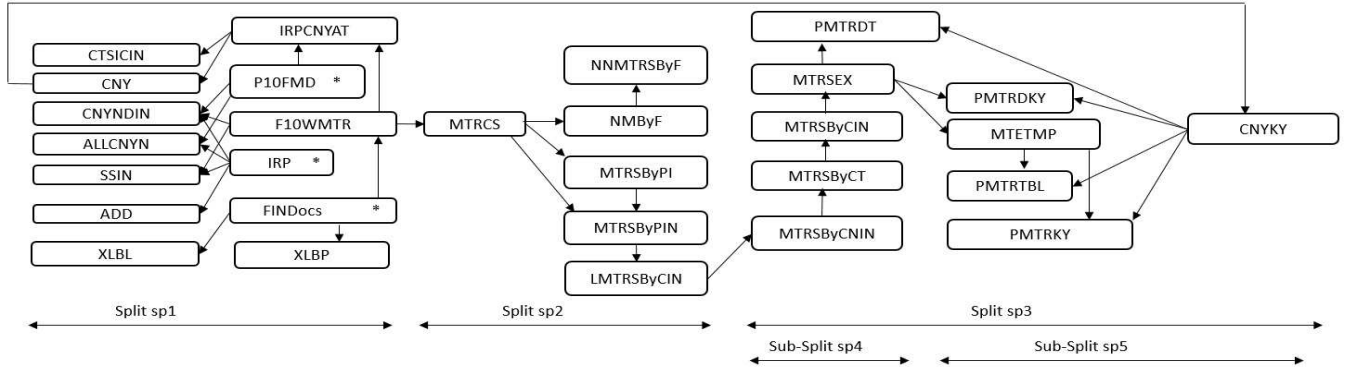 IRPCNYAT
CTSICIN
CNY
P10FMD *
CNYNDIN
F10WMTR
ALLCNYN
IRP *
SSIN
ADD
FINDocs *
XLBL
XLBP
MTRCS
NNMTRSByF
NMByF
MTRSByPI
MTRSByPIN
LMTRSByCIN
PMTRDT
MTRSEX
MTRSByCIN
MTRSByCT
MTRSByCNIN
PMTRDKY
MTETMP
PMTRTBL
PMTRKY
CNYKY
Split sp1
Split sp2
Split sp3
Sub-Split sp4
Sub-Split sp5